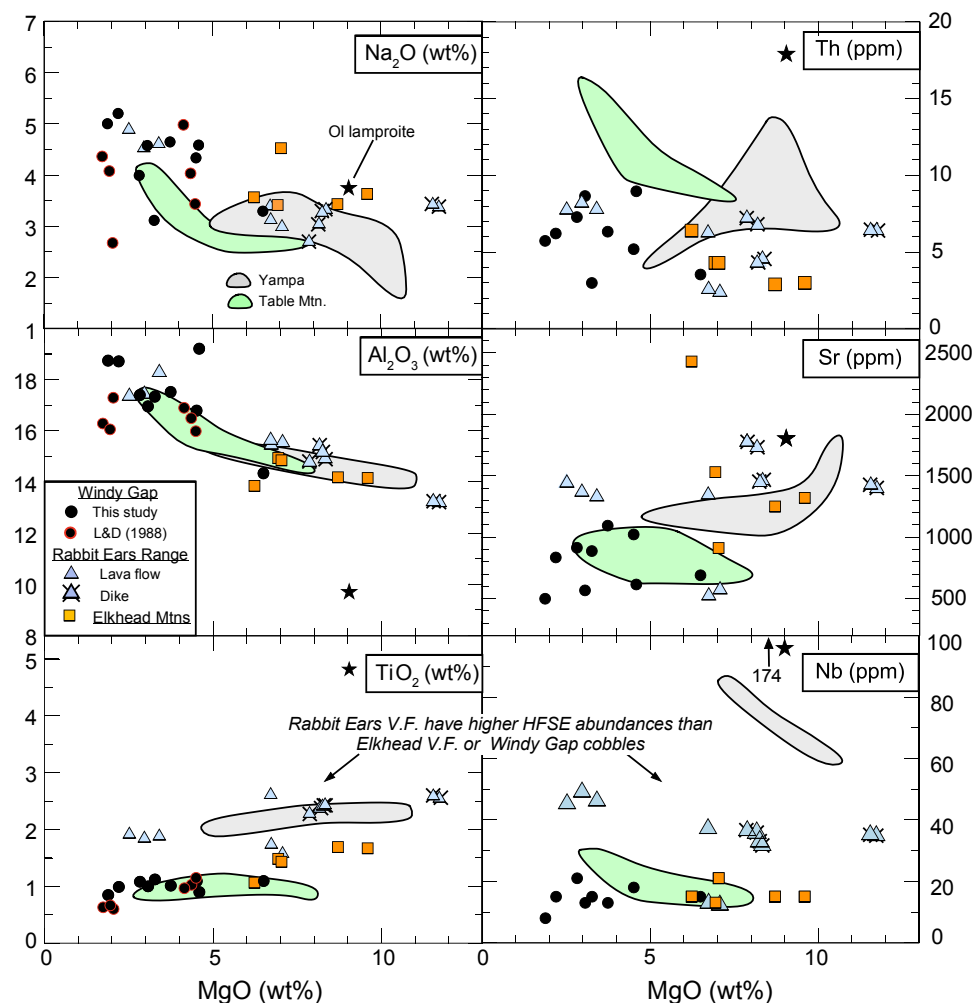 7
6
5
4
3
2
1
Na2O (wt%)
Ol lamproite
Yampa
Table Mtn.
Th (ppm)
20
15
10
5
0
Al2O3 (wt%)
18
16
14
12
10
8
Windy Gap
This study
L&D (1988)
Rabbit Ears Range
Lava flow
Dike
Elkhead Mtns
Sr (ppm)
2500
2000
1500
1000
500
TiO2 (wt%)
5
4
3
2
1
0
Rabbit Ears V.F. have higher HFSE abundances than
Elkhead V.F. or Windy Gap cobbles
174
Nb (ppm)
100
80
60
40
20
0
0 5 10
MgO (wt%)
0 5 10
MgO (wt%)